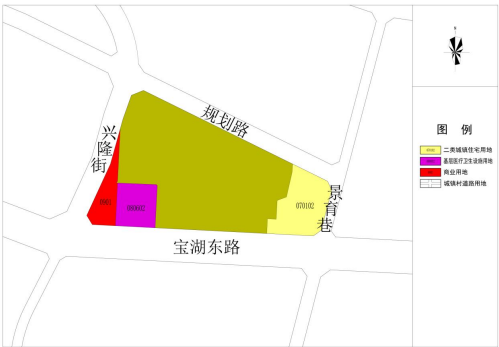 规划路
兴隆街
景育巷
宝湖东路
0901
080602
070102
图 例
二类城镇住宅用地
基层医疗卫生设施用地
商业用地
城镇村道路用地